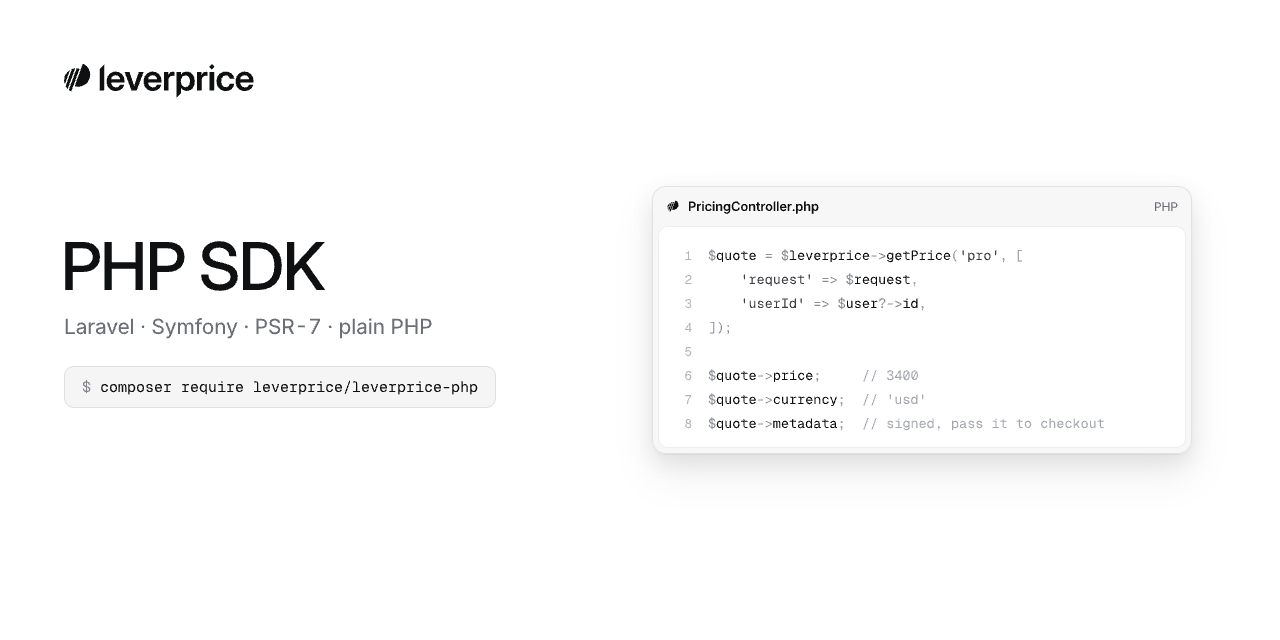 leverprice
PHP SDK
Laravel · Symfony · PSR-7 · plain PHP
$ composer require leverprice/leverprice-php
PricingController.php PHP
1 $quote = $leverprice->getPrice('pro', [
2     'request' => $request,
3     'userId' => $user?->id,
4 ]);
5
6 $quote->price;     // 3400
7 $quote->currency;  // 'usd'
8 $quote->metadata;  // signed, pass it to checkout